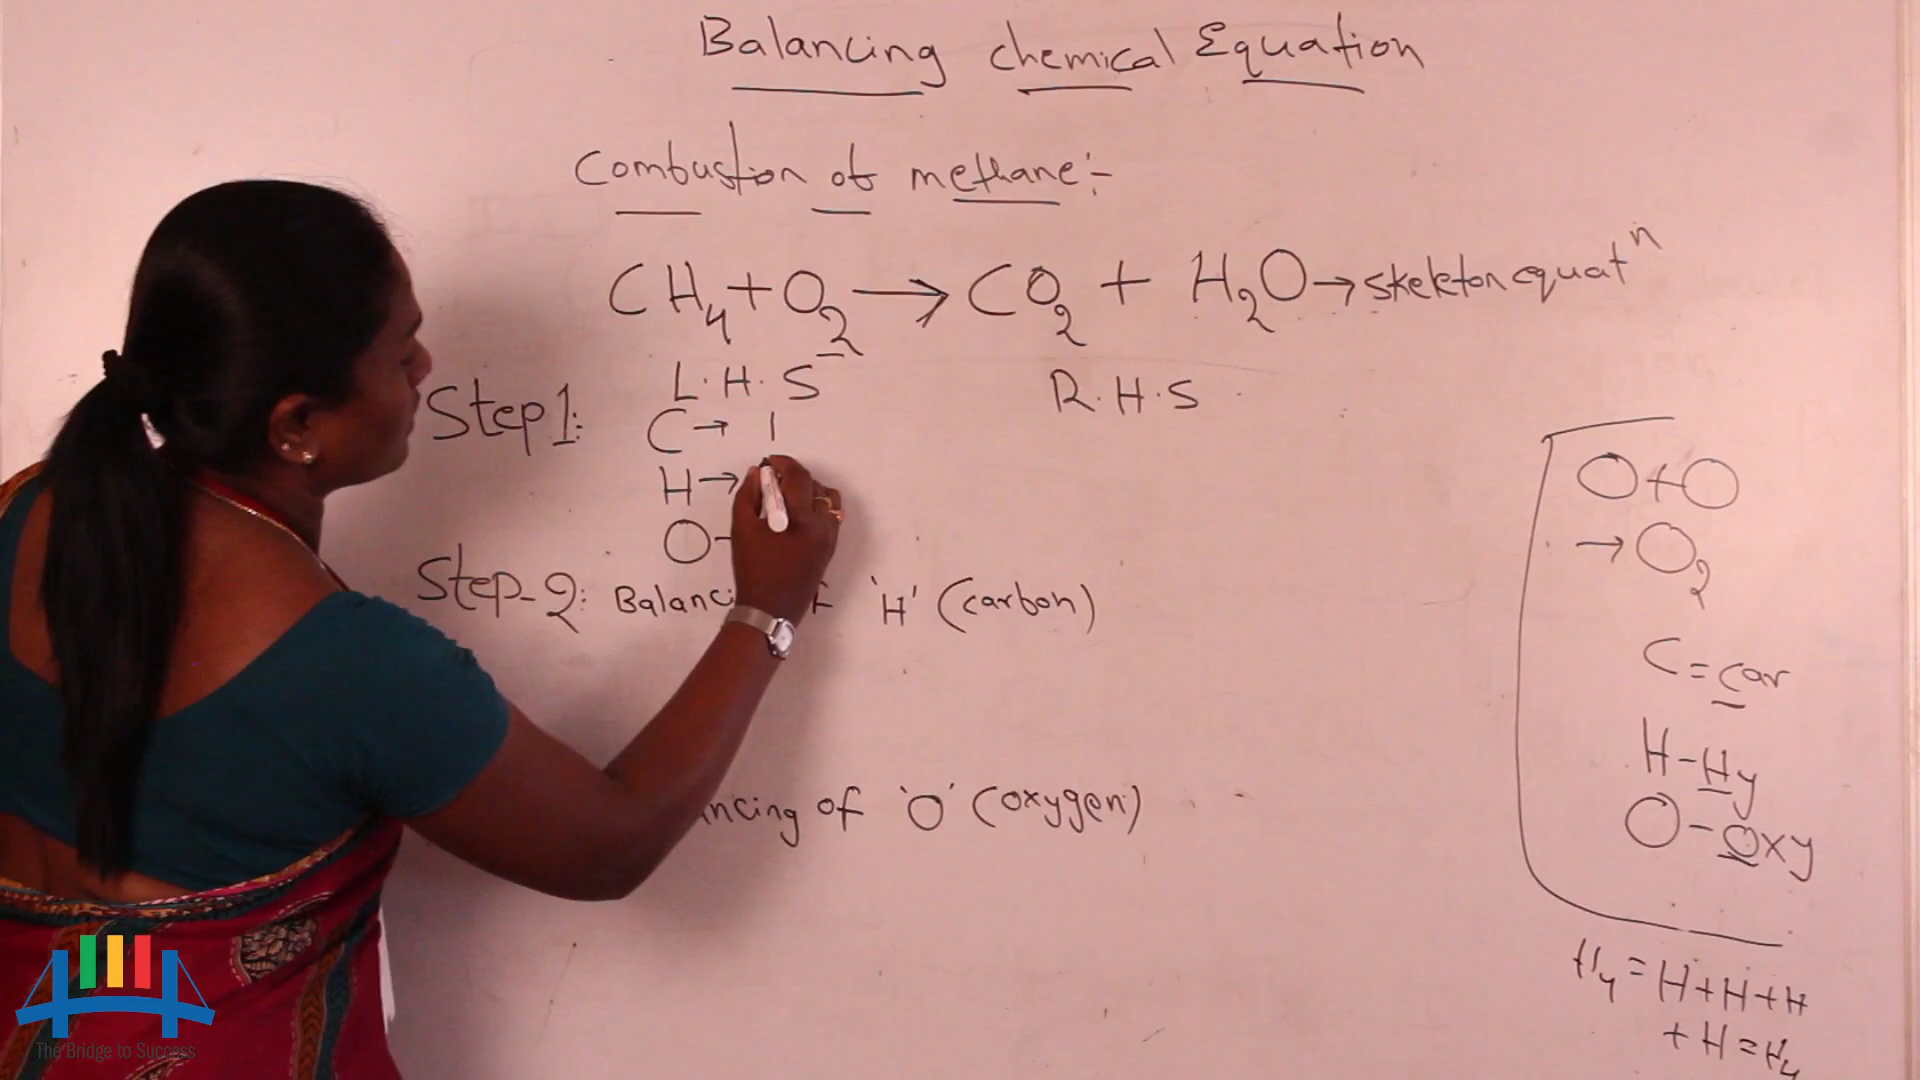 Balancing chemical Equation
Combustion of methane:-
CH₄ + O₂ → CO₂ + H₂O → skeleton equatⁿ
L.H.S R.H.S
Step 1:
C → 1
H →
O -
Step-2: Balanci 'H' (carbon)
ncing of 'O' (oxygen)
O+O
→ O₂
C = car
H - Hy
O - Oxy
H₄ = H+H+H
+ H = H₄
The Bridge to Success